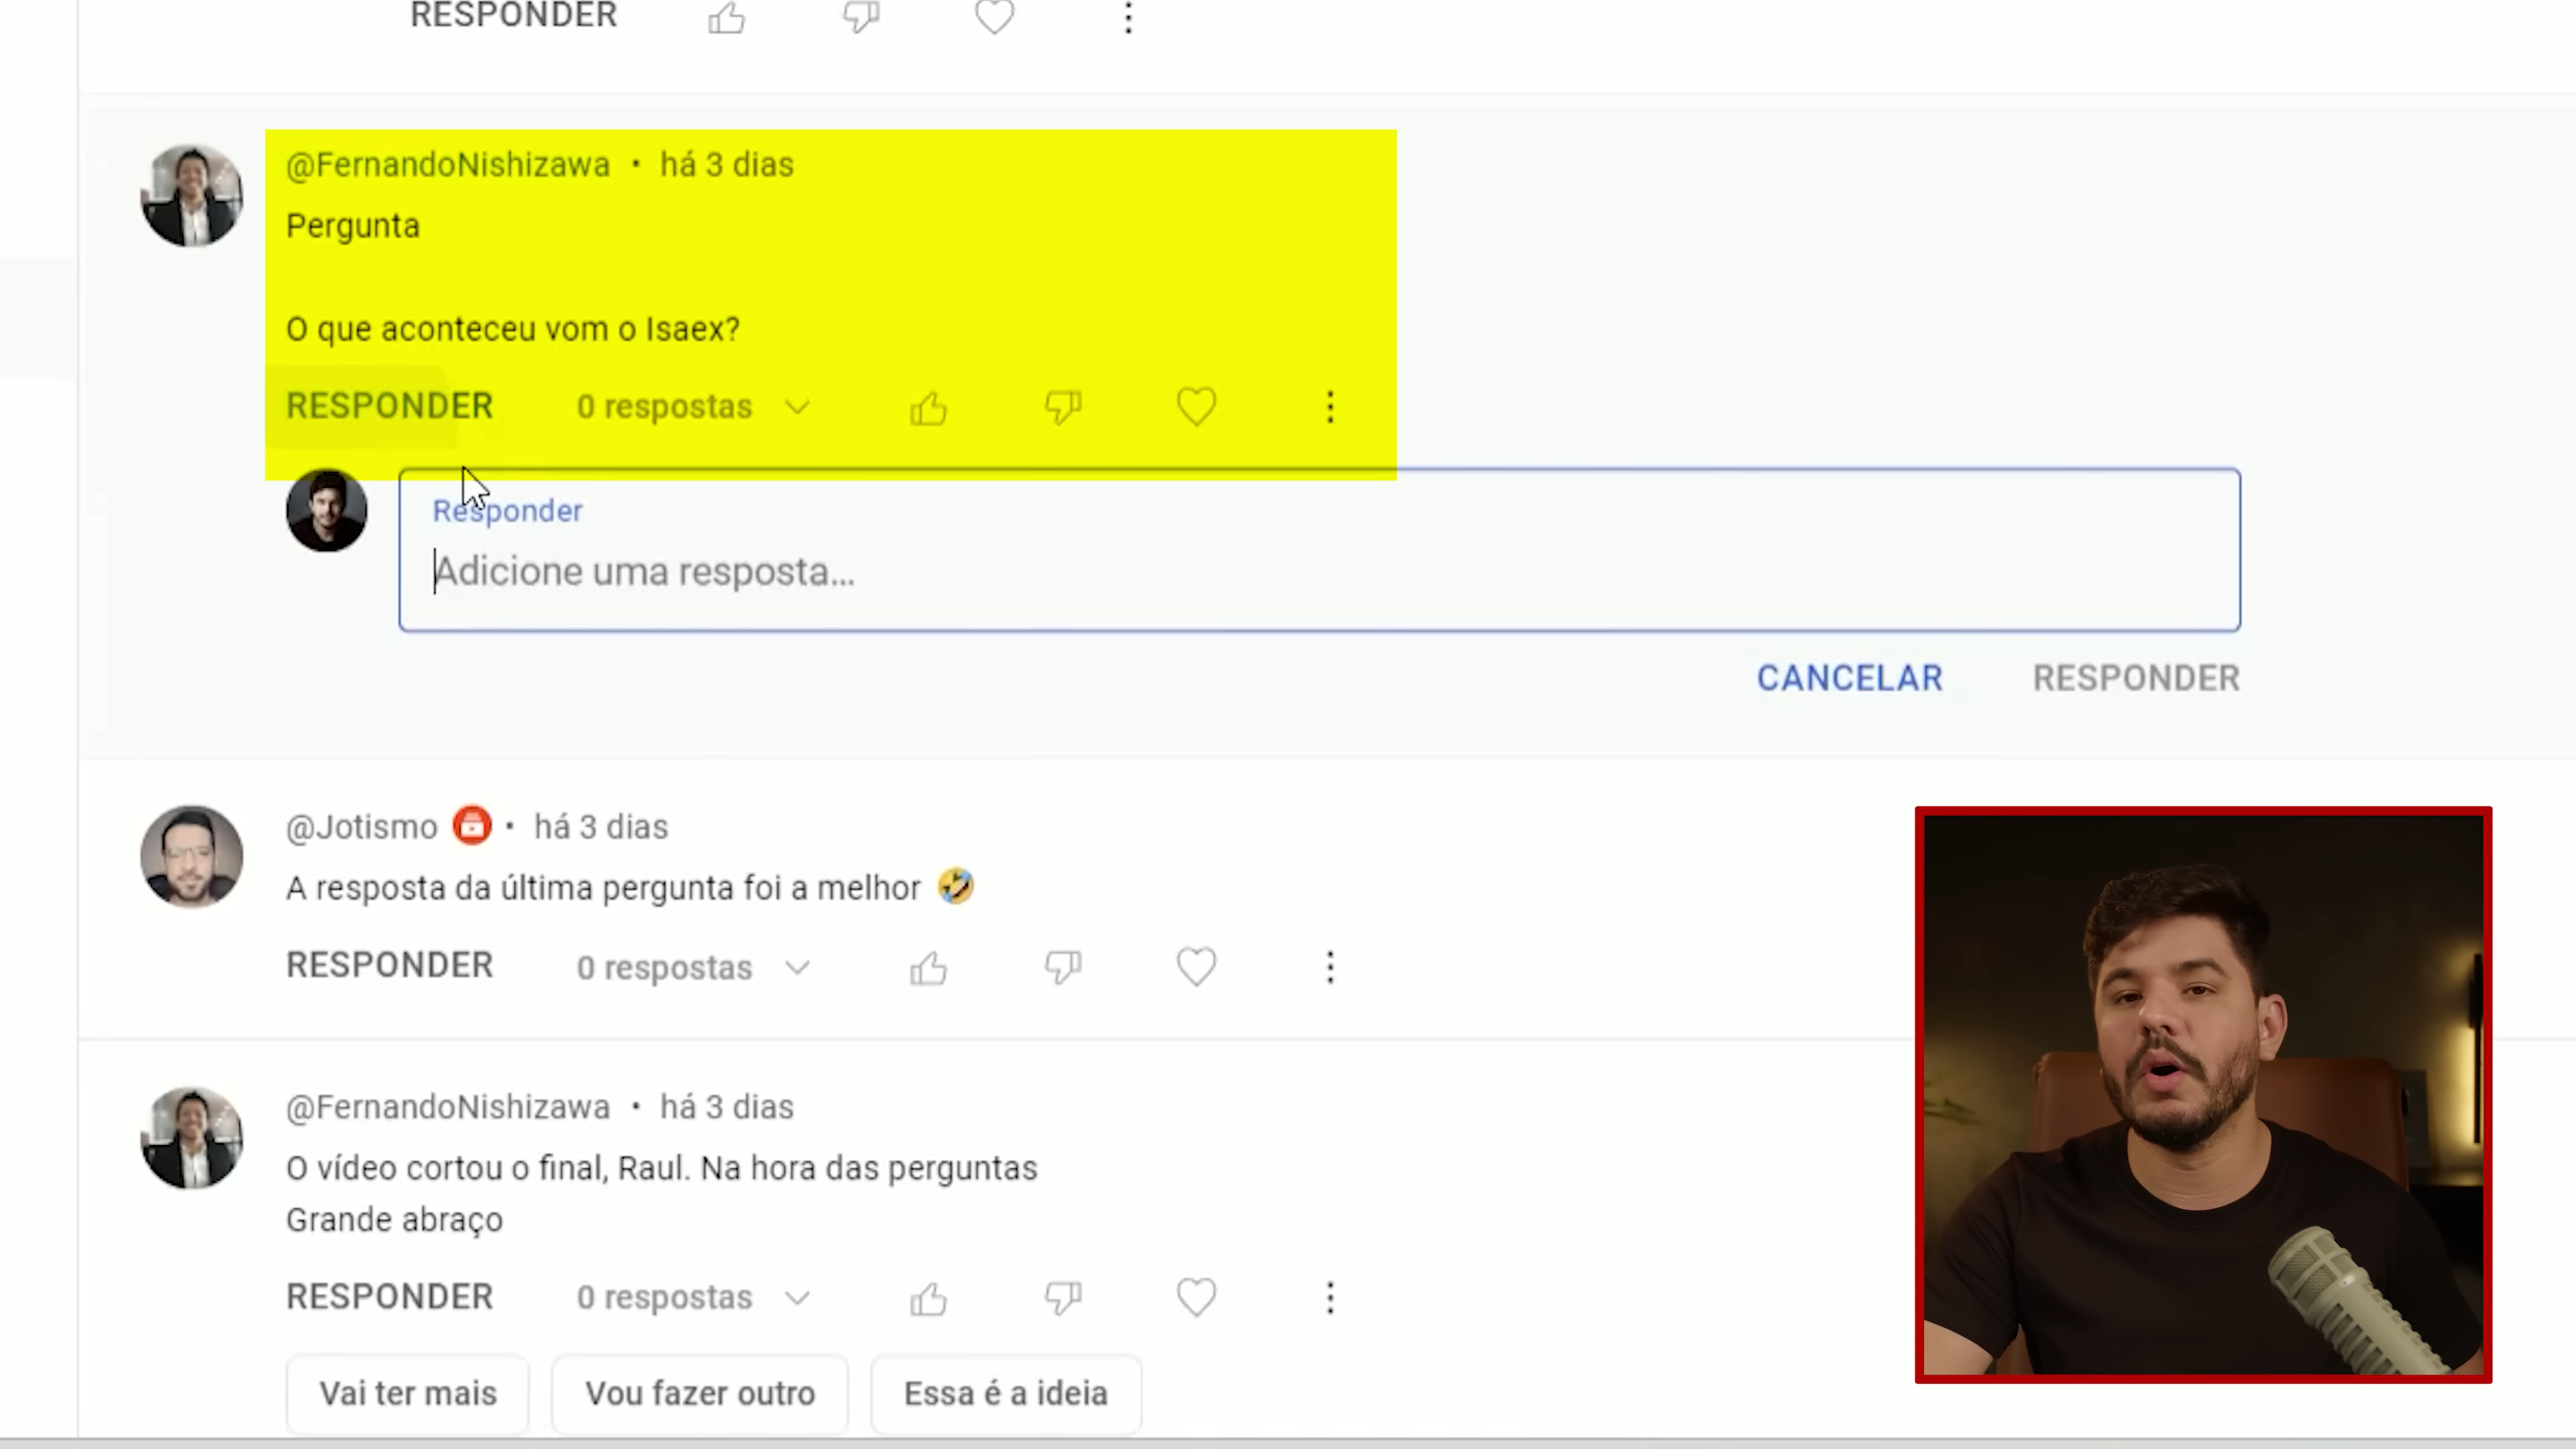 RESPONDER
@FernandoNishizawa • há 3 dias
Pergunta
O que aconteceu vom o Isaex?
RESPONDER 0 respostas
Responder
Adicione uma resposta...
CANCELAR RESPONDER
@Jotismo • há 3 dias
A resposta da última pergunta foi a melhor 🤣
RESPONDER 0 respostas
@FernandoNishizawa • há 3 dias
O vídeo cortou o final, Raul. Na hora das perguntas
Grande abraço
RESPONDER 0 respostas
Vai ter mais Vou fazer outro Essa é a ideia